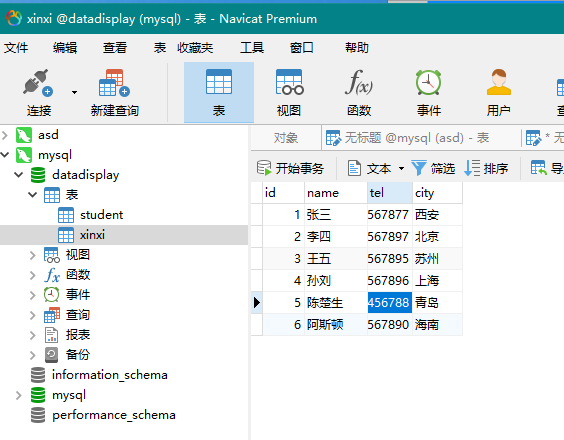 xinxi @datadisplay (mysql) - 表 - Navicat Premium
文件 编辑 查看 表 收藏夹 工具 窗口 帮助
连接 新建查询 表 视图 函数 事件 用户
asd
mysql
datadisplay
表
student
xinxi
视图
函数
事件
查询
报表
备份
information_schema
mysql
performance_schema
对象 无标题 @mysql (asd) - 表 * 无
开始事务 文本 筛选 排序 导
id name tel city
1 张三 567877 西安
2 李四 567897 北京
3 王五 567895 苏州
4 孙刘 567896 上海
5 陈楚生 456788 青岛
6 阿斯顿 567890 海南